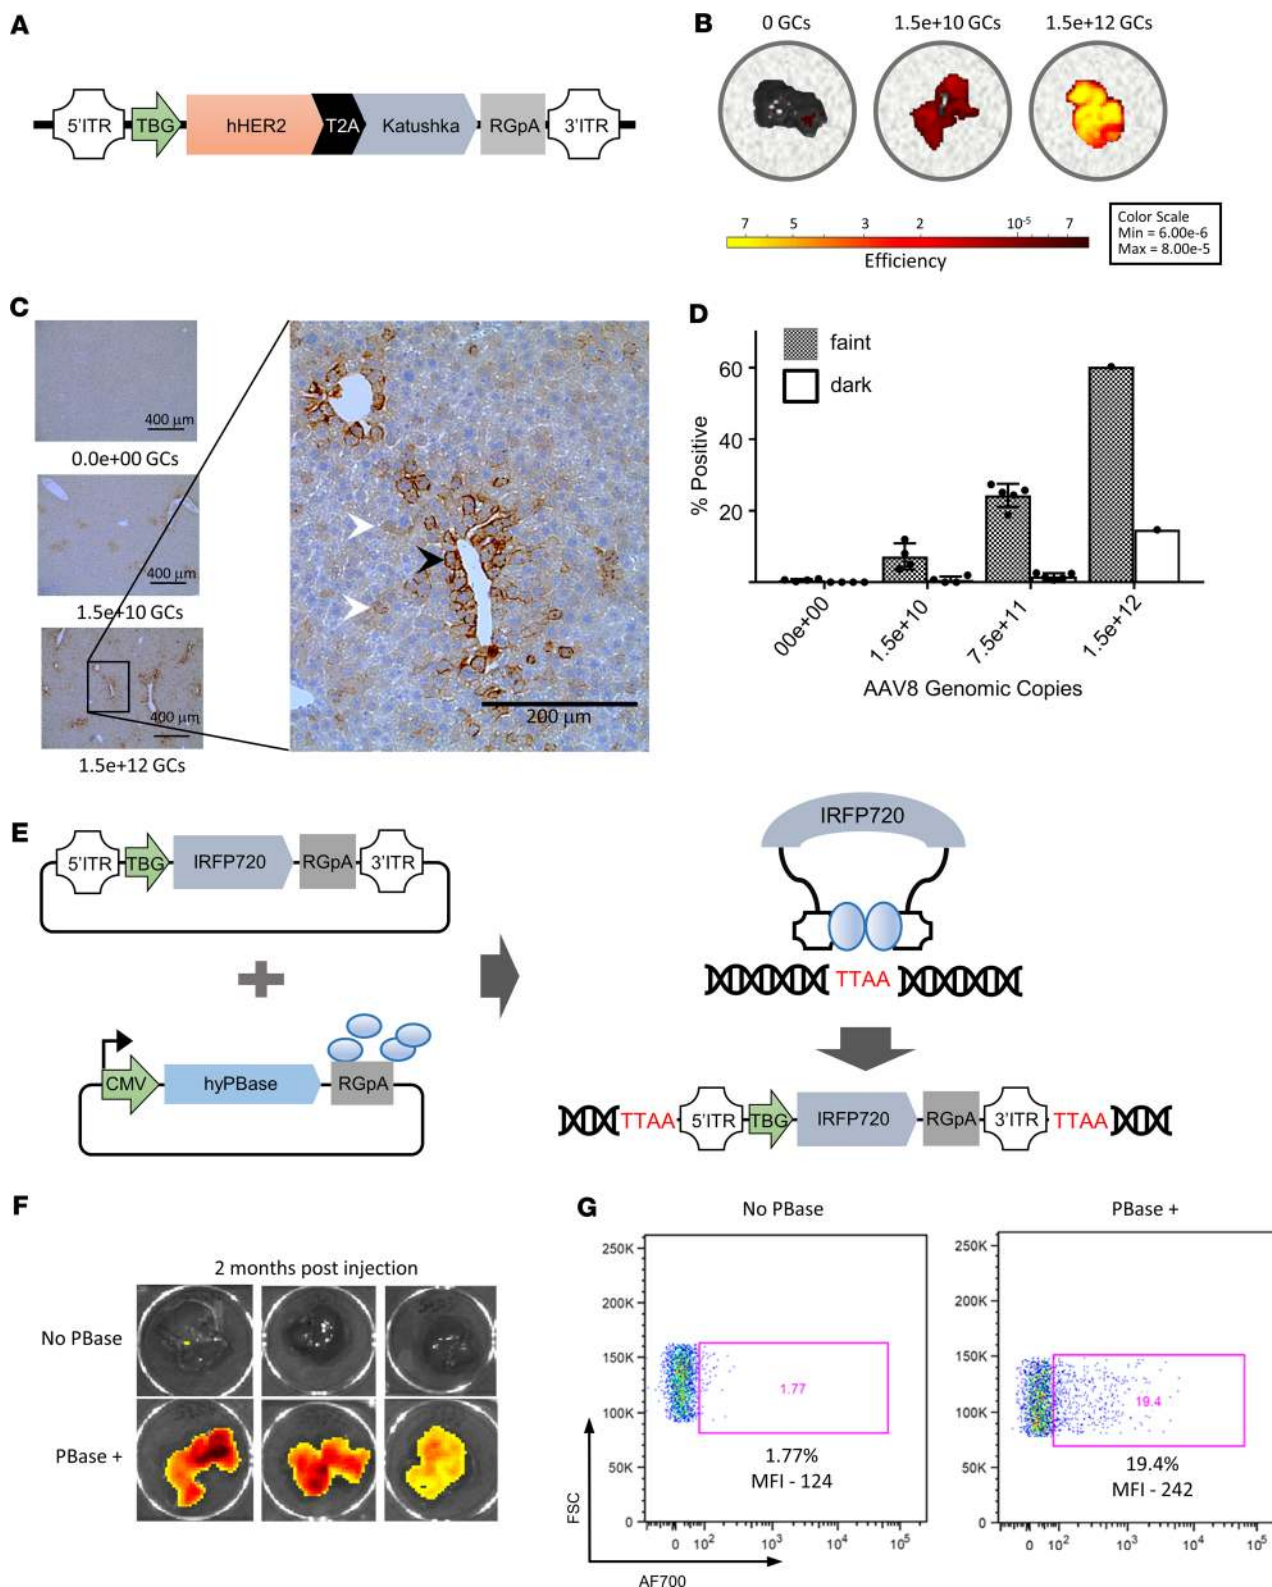 A
5'ITR TBG hHER2 T2A Katushka RGpA 3'ITR
B
0 GCs 1.5e+10 GCs 1.5e+12 GCs
7 5 3 2 10-5 7
Efficiency
Color Scale
Min = 6.00e-6
Max = 8.00e-5
C
400 μm
0.0e+00 GCs
400 μm
1.5e+10 GCs
400 μm
1.5e+12 GCs
200 μm
D
faint
dark
% Positive
60
40
20
00e+00 1.5e+10 7.5e+11 1.5e+12
AAV8 Genomic Copies
E
5'ITR TBG IRFP720 RGpA 3'ITR
CMV hyPBase RGpA
IRFP720
TTAA
TTAA 5'ITR TBG IRFP720 RGpA 3'ITR TTAA
F
2 months post injection
No PBase
PBase +
G
No PBase
250K
200K
150K
100K
50K
0
1.77
1.77%
MFI - 124
0 102 103 104 105
FSC
AF700
PBase +
250K
200K
150K
100K
50K
0
19.4
19.4%
MFI - 242
0 102 103 104 105